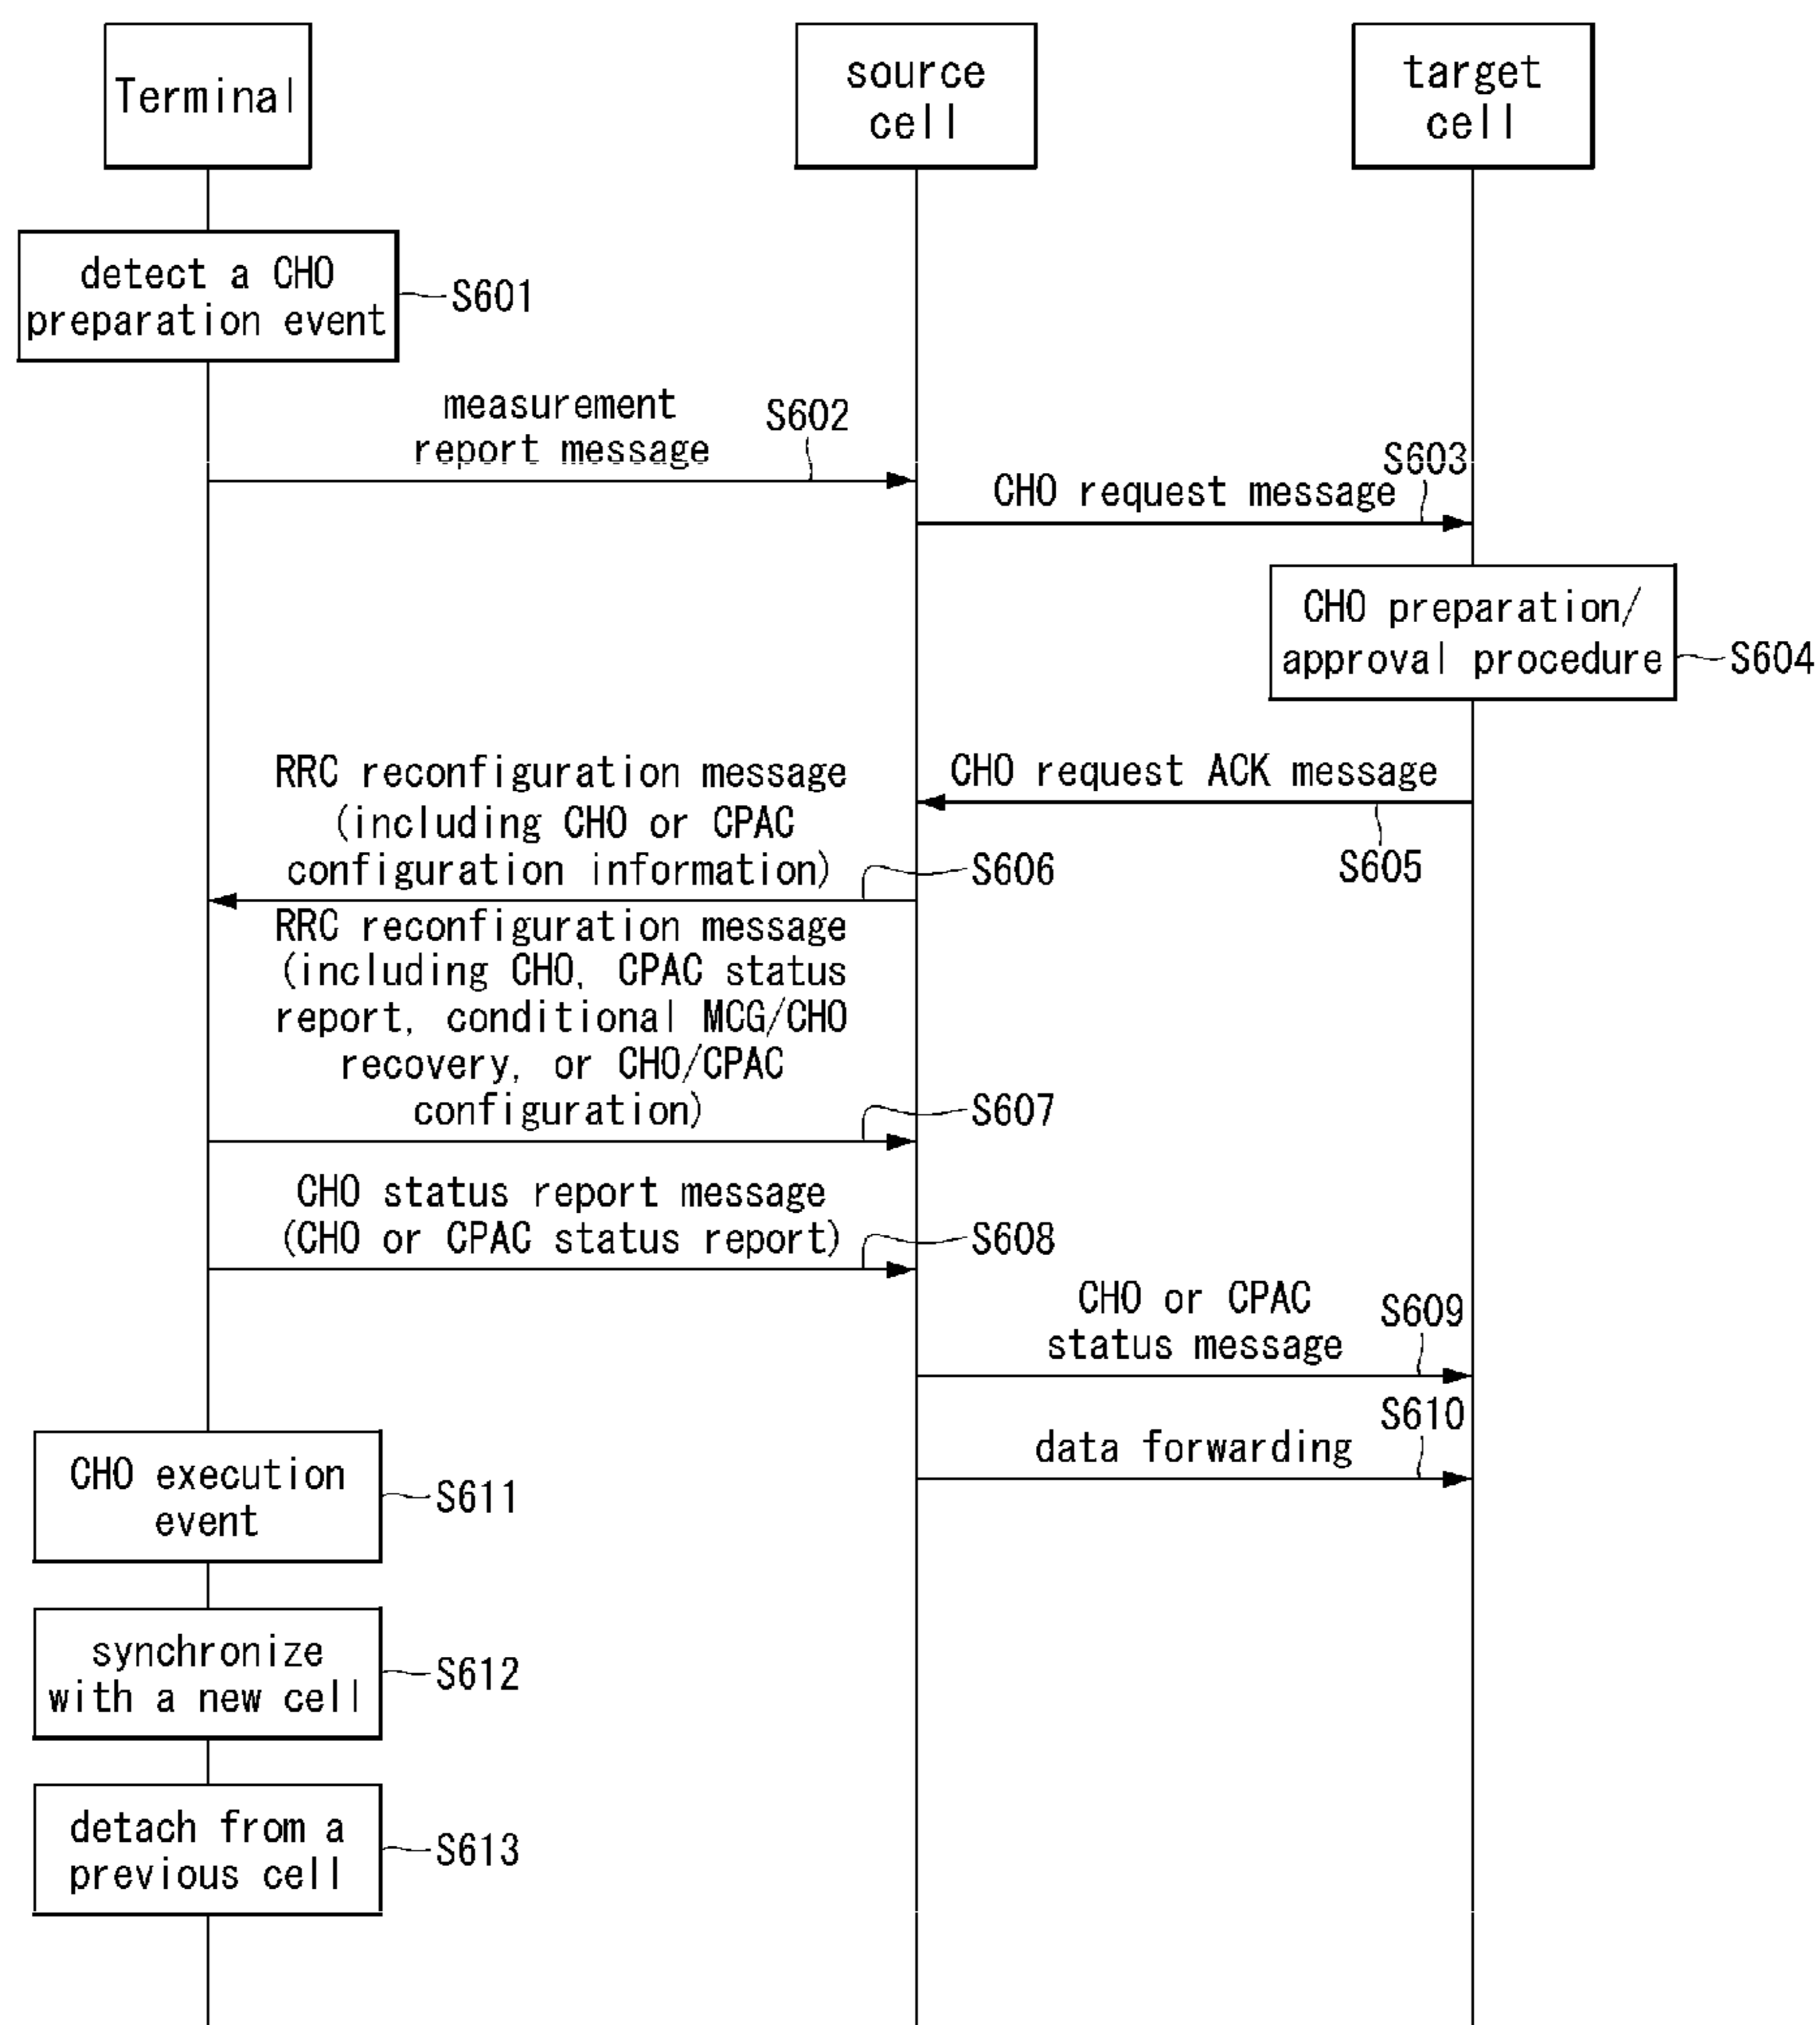 Terminal
source
cell
target
cell
detect a CHO
preparation event
S601
measurement
report message
S602
S603
CHO request message
CHO preparation/
approval procedure
S604
RRC reconfiguration message
(including CHO or CPAC
configuration information)
CHO request ACK message
S605
S606
RRC reconfiguration message
(including CHO, CPAC status
report, conditional MCG/CHO
recovery, or CHO/CPAC
configuration)
S607
CHO status report message
(CHO or CPAC status report)
S608
CHO or CPAC
status message
S609
S610
data forwarding
CHO execution
event
S611
synchronize
with a new cell
S612
detach from a
previous cell
S613